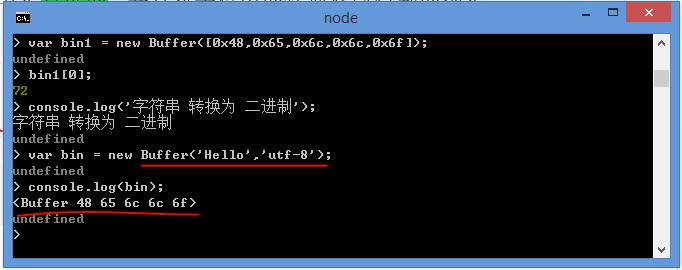 node
> var bin1 = new Buffer([0x48,0x65,0x6c,0x6c,0x6f]);
undefined
> bin1[0];
72
> console.log('字符串 转换为 二进制');
字符串 转换为 二进制
undefined
> var bin = new Buffer('Hello','utf-8');
undefined
> console.log(bin);
<Buffer 48 65 6c 6c 6f>
undefined
>